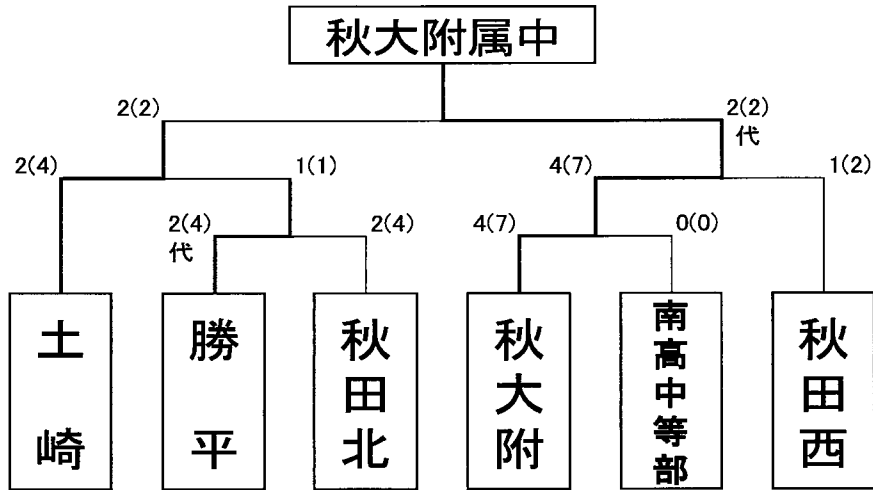 秋大附属中
2(2)
2(2)
代
2(4)
1(1)
4(7)
1(2)
2(4)
代
2(4)
4(7)
0(0)
土崎
勝平
秋田北
秋大附
南高中等部
秋田西